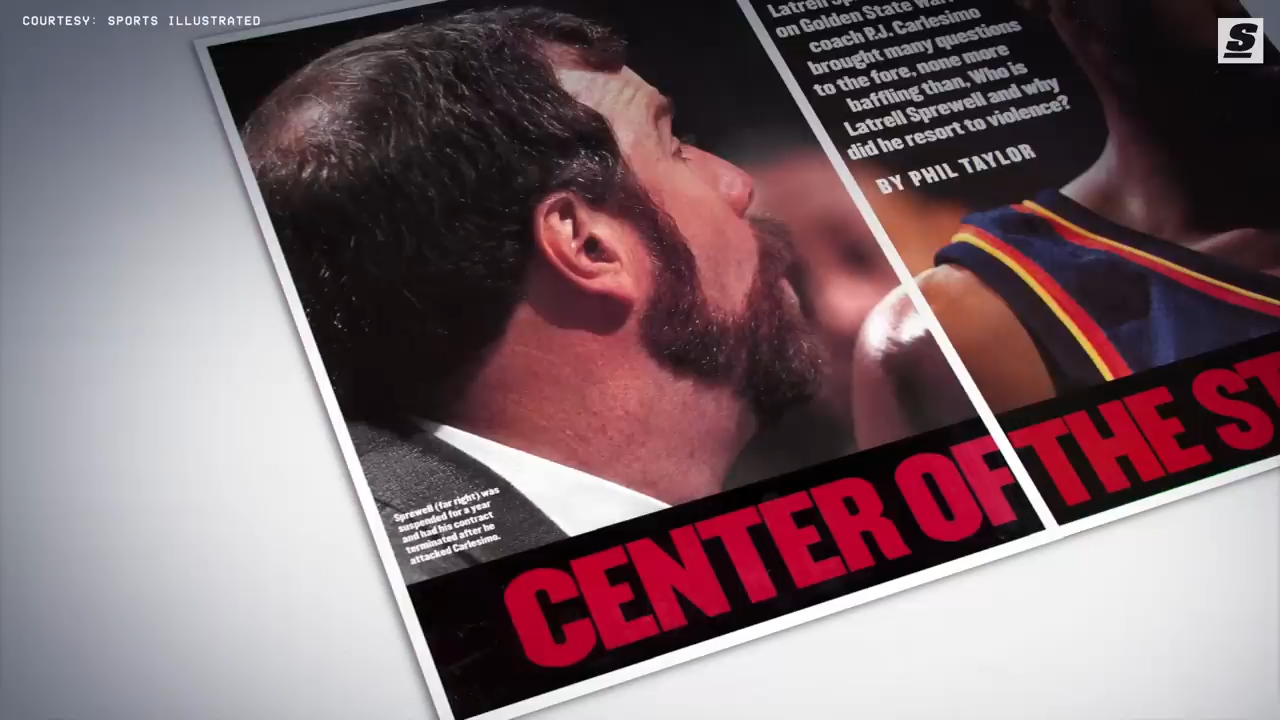 COURTESY: SPORTS ILLUSTRATED
S
Latrell
on Golden State
coach P.J. Carlesimo
brought many questions
to the fore, none more
baffling than, Who is
Latrell Sprewell and why
did he resort to violence?
BY PHIL TAYLOR
Sprewell (far right) was
suspended for a year
and had his contract
terminated after he
attacked Carlesimo.
CENTER OF THE ST